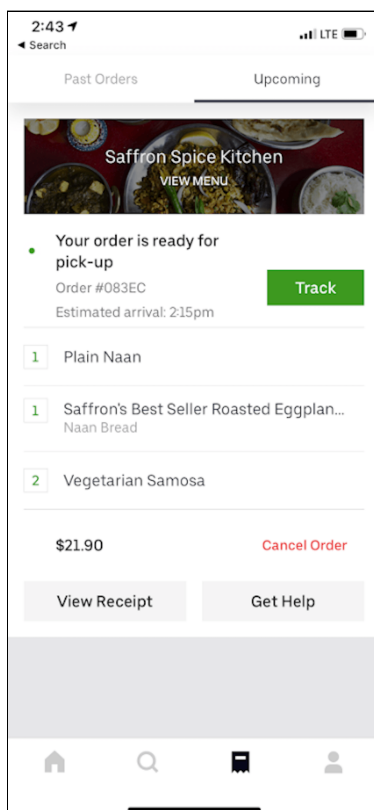 2:43
LTE
◀ Search
Past Orders
Upcoming
Saffron Spice Kitchen
VIEW MENU
Your order is ready for
pick-up
Order #083EC
Track
Estimated arrival: 2:15pm
1 Plain Naan
1 Saffron's Best Seller Roasted Eggplan...
Naan Bread
2 Vegetarian Samosa
$21.90
Cancel Order
View Receipt
Get Help